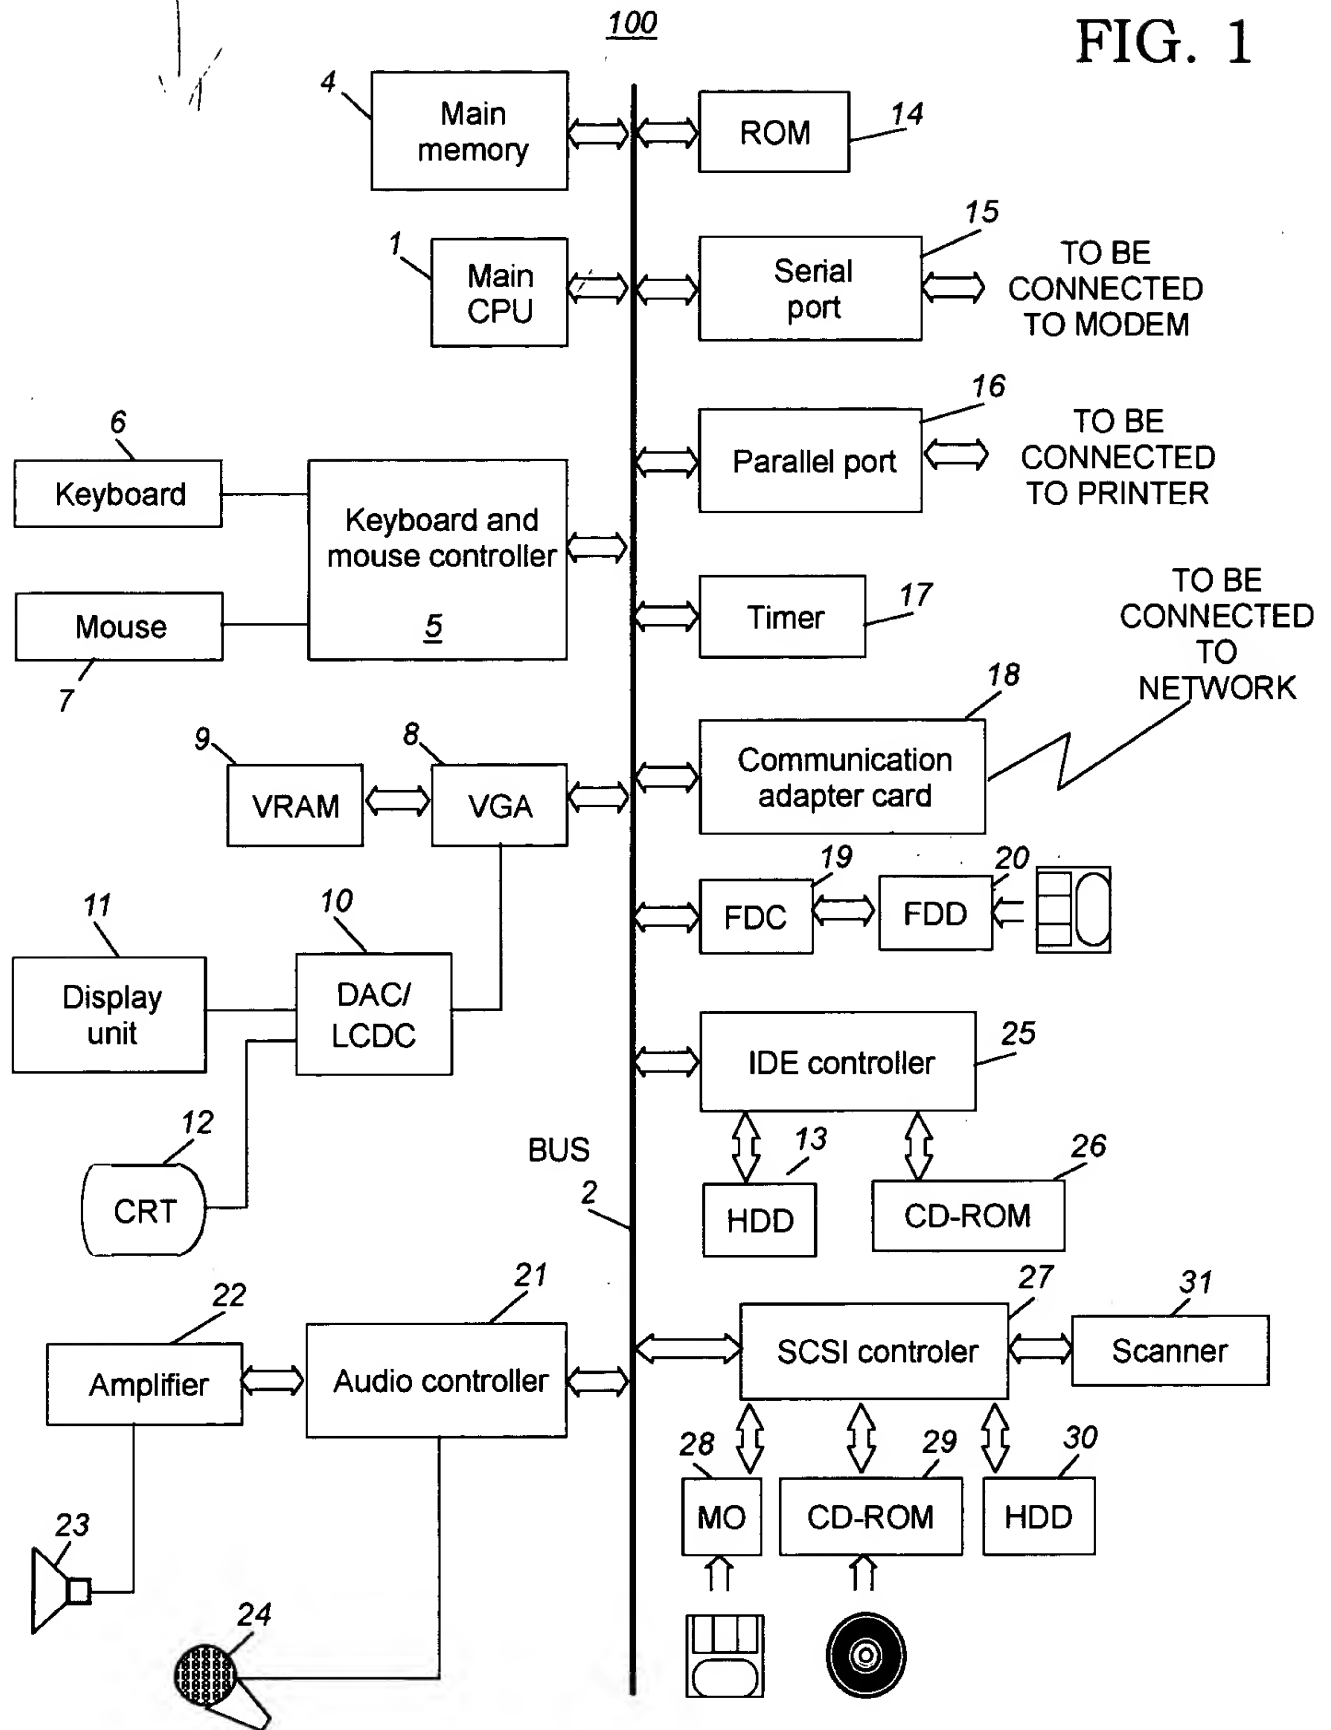 100
FIG. 1
4
Main
memory
ROM
14
1
Main
CPU
15
Serial
port
TO BE
CONNECTED
TO MODEM
16
Parallel port
TO BE
CONNECTED
TO PRINTER
6
Keyboard
Keyboard and
mouse controller
5
Mouse
7
Timer
17
TO BE
CONNECTED
TO
NETWORK
18
Communication
adapter card
9
VRAM
8
VGA
19
FDC
20
FDD
11
Display
unit
10
DAC/
LCDC
IDE controller
25
12
CRT
BUS
2
13
HDD
26
CD-ROM
22
Amplifier
21
Audio controller
27
SCSI controler
31
Scanner
28
MO
29
CD-ROM
30
HDD
23
24